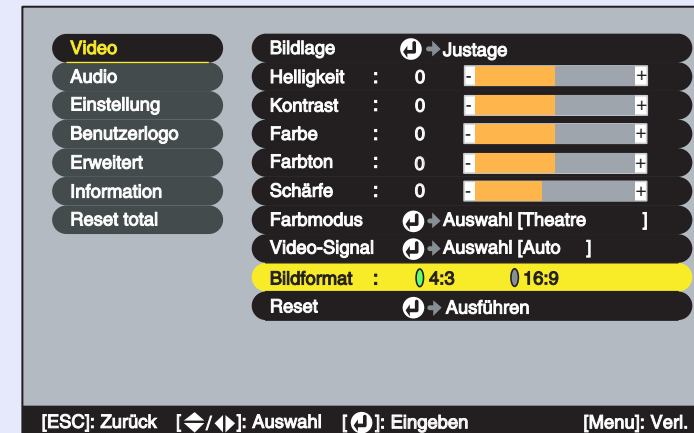 Video
Audio
Einstellung
Benutzerlogo
Erweitert
Information
Reset total
Bildlage Justage
Helligkeit : 0 - +
Kontrast : 0 - +
Farbe : 0 - +
Farbton : 0 - +
Schärfe : 0 - +
Farbmodus Auswahl [Theatre ]
Video-Signal Auswahl [Auto ]
Bildformat : 4:3 16:9
Reset Ausführen
[ESC]: Zurück [ / ]: Auswahl [ ]: Eingeben [Menu]: Verl.